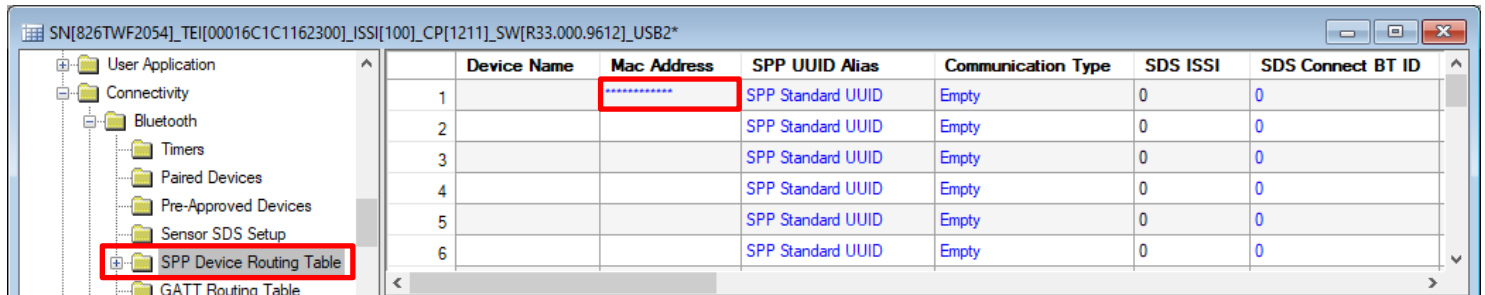 SN[826TWF2054]_TEI[00016C1C1162300]_ISSI[100]_CP[1211]_SW[R33.000.9612]_USB2*
User Application
Connectivity
Bluetooth
Timers
Paired Devices
Pre-Approved Devices
Sensor SDS Setup
SPP Device Routing Table
GATT Routing Table
Device Name Mac Address SPP UUID Alias Communication Type SDS ISSI SDS Connect BT ID
1 ************ SPP Standard UUID Empty 0 0
2 SPP Standard UUID Empty 0 0
3 SPP Standard UUID Empty 0 0
4 SPP Standard UUID Empty 0 0
5 SPP Standard UUID Empty 0 0
6 SPP Standard UUID Empty 0 0